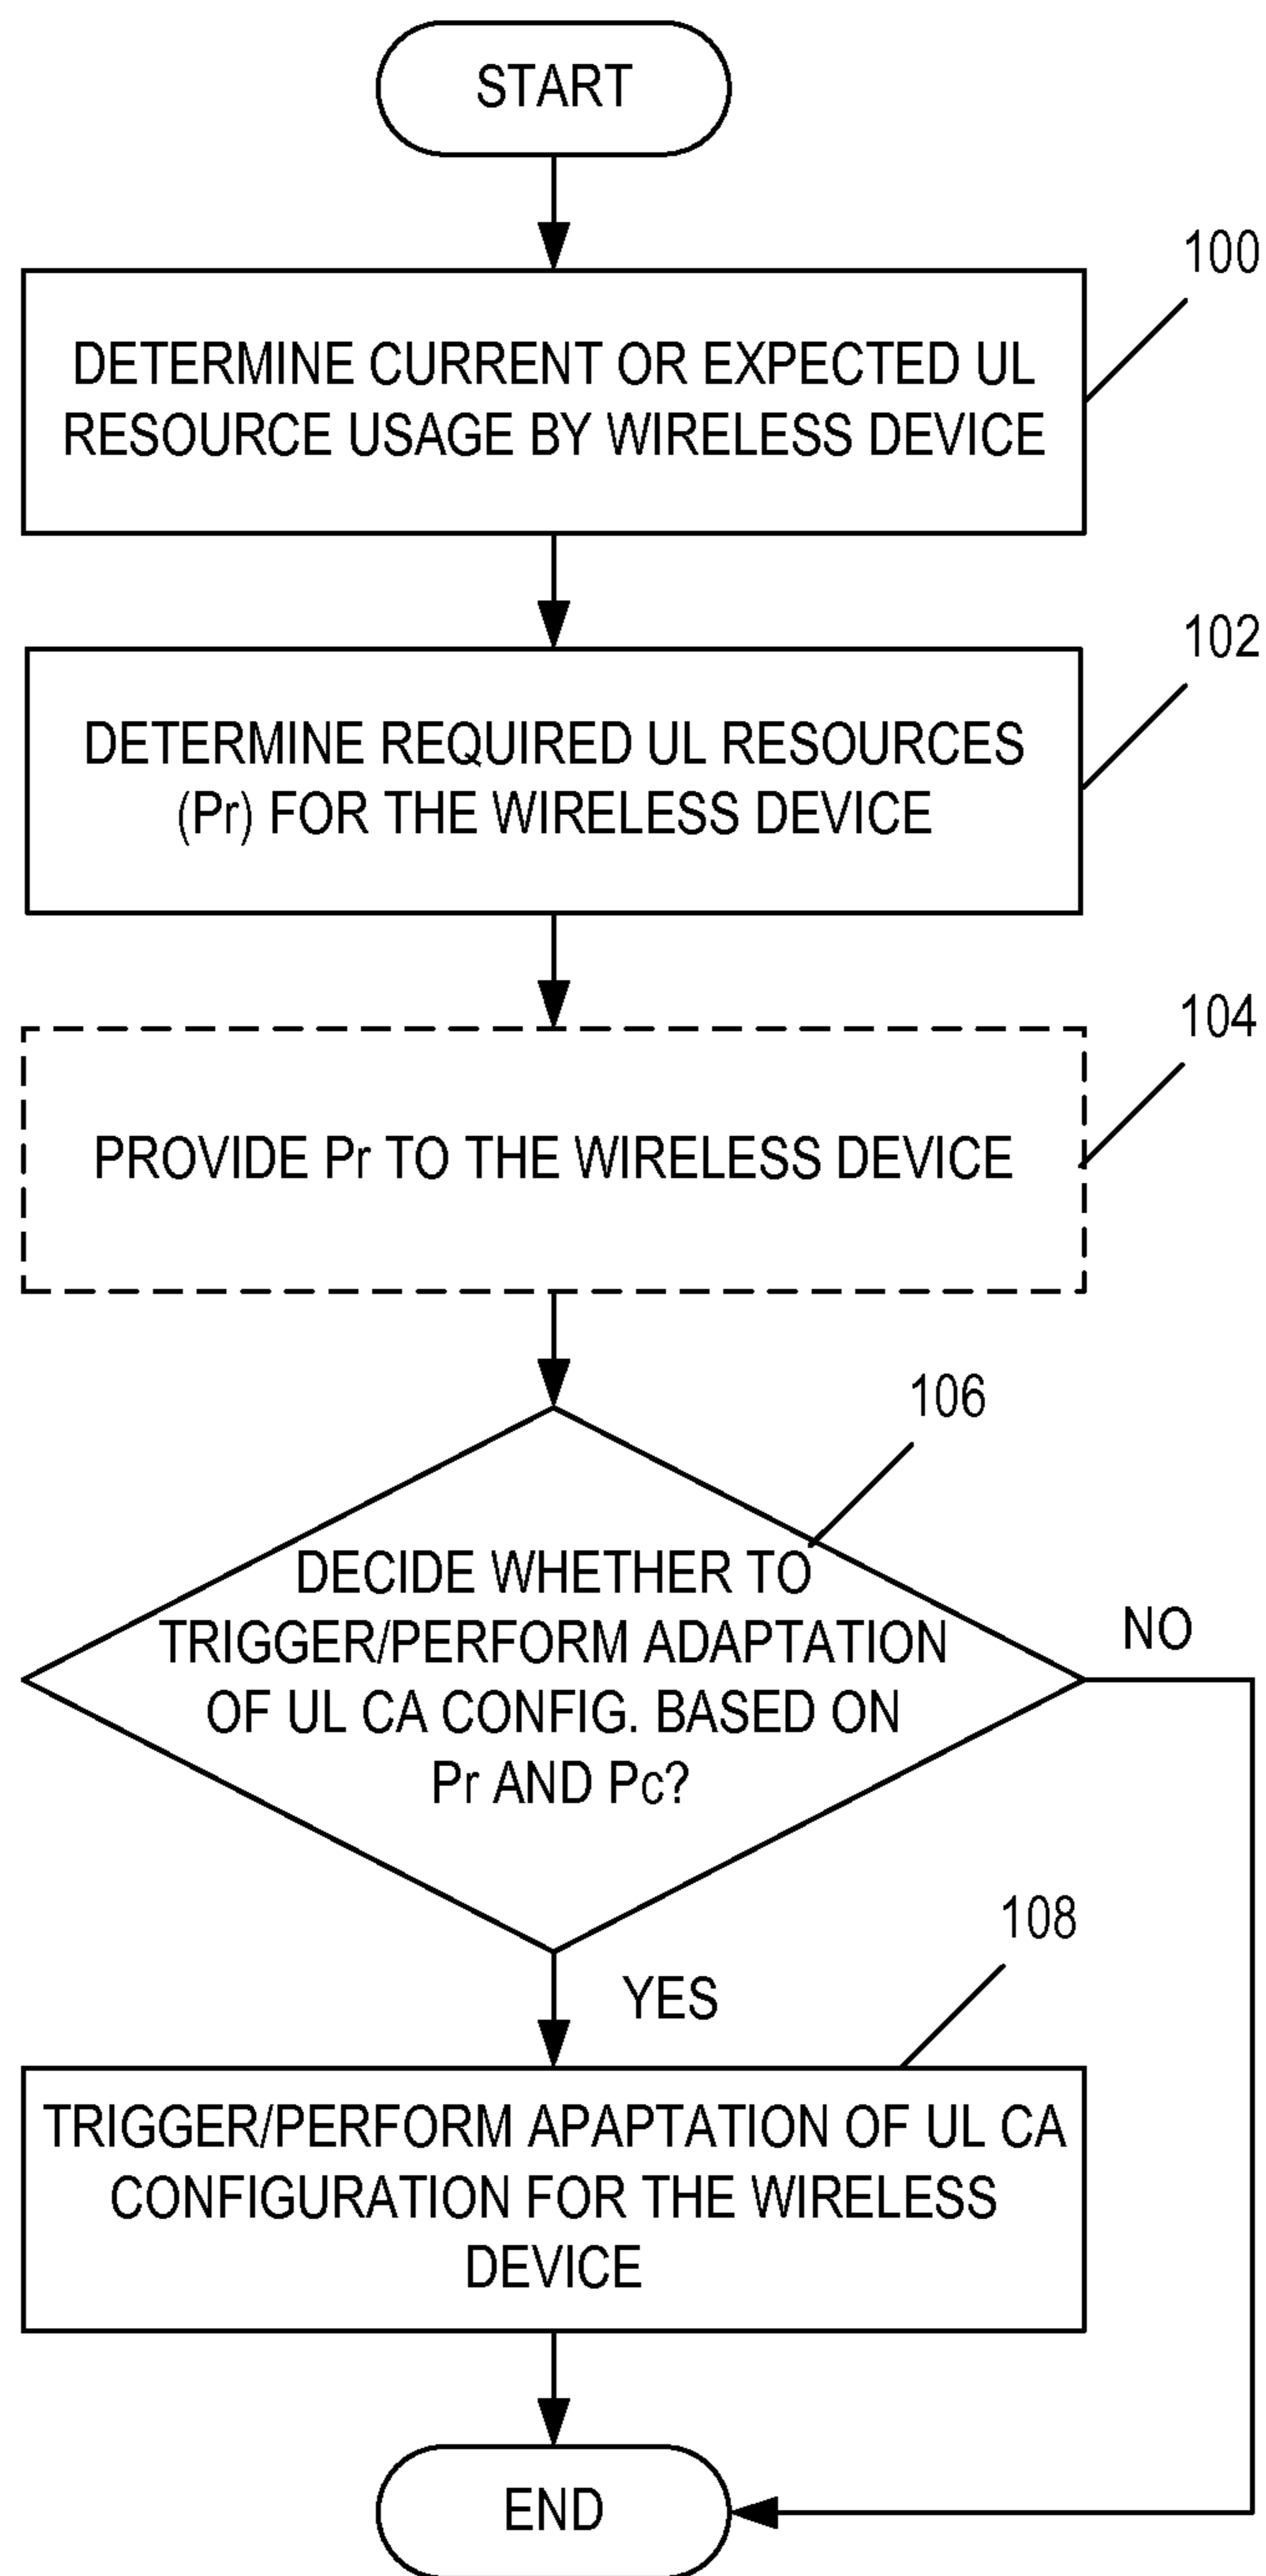 START
100
DETERMINE CURRENT OR EXPECTED UL
RESOURCE USAGE BY WIRELESS DEVICE
102
DETERMINE REQUIRED UL RESOURCES
(Pr) FOR THE WIRELESS DEVICE
104
PROVIDE Pr TO THE WIRELESS DEVICE
106
DECIDE WHETHER TO
TRIGGER/PERFORM ADAPTATION
OF UL CA CONFIG. BASED ON
Pr AND Pc?
NO
YES
108
TRIGGER/PERFORM APAPTATION OF UL CA
CONFIGURATION FOR THE WIRELESS
DEVICE
END